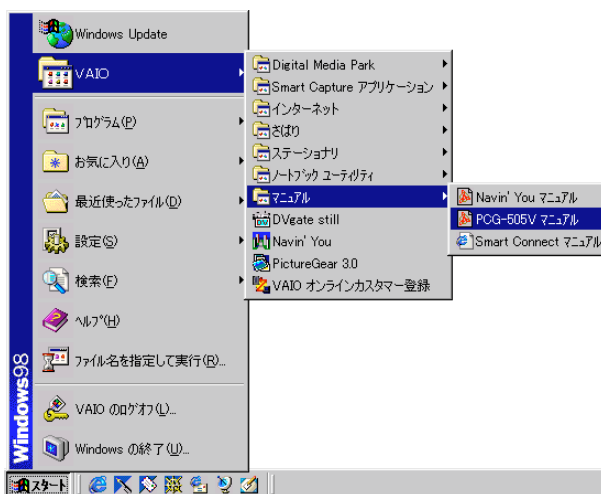 Windows Update
VAIO
プログラム(P)
お気に入り(A)
最近使ったファイル(D)
設定(S)
検索(F)
ヘルプ(H)
ファイル名を指定して実行(R)...
VAIO のログオフ(L)...
Windows の終了(U)...
Windows98
スタート
Digital Media Park
Smart Capture アプリケーション
インターネット
さぱり
ステーショナリ
ノートブック ユーティリティ
マニュアル
DVgate still
Navin' You
PictureGear 3.0
VAIO オンラインカスタマー登録
Navin' You マニュアル
PCG-505V マニュアル
Smart Connect マニュアル